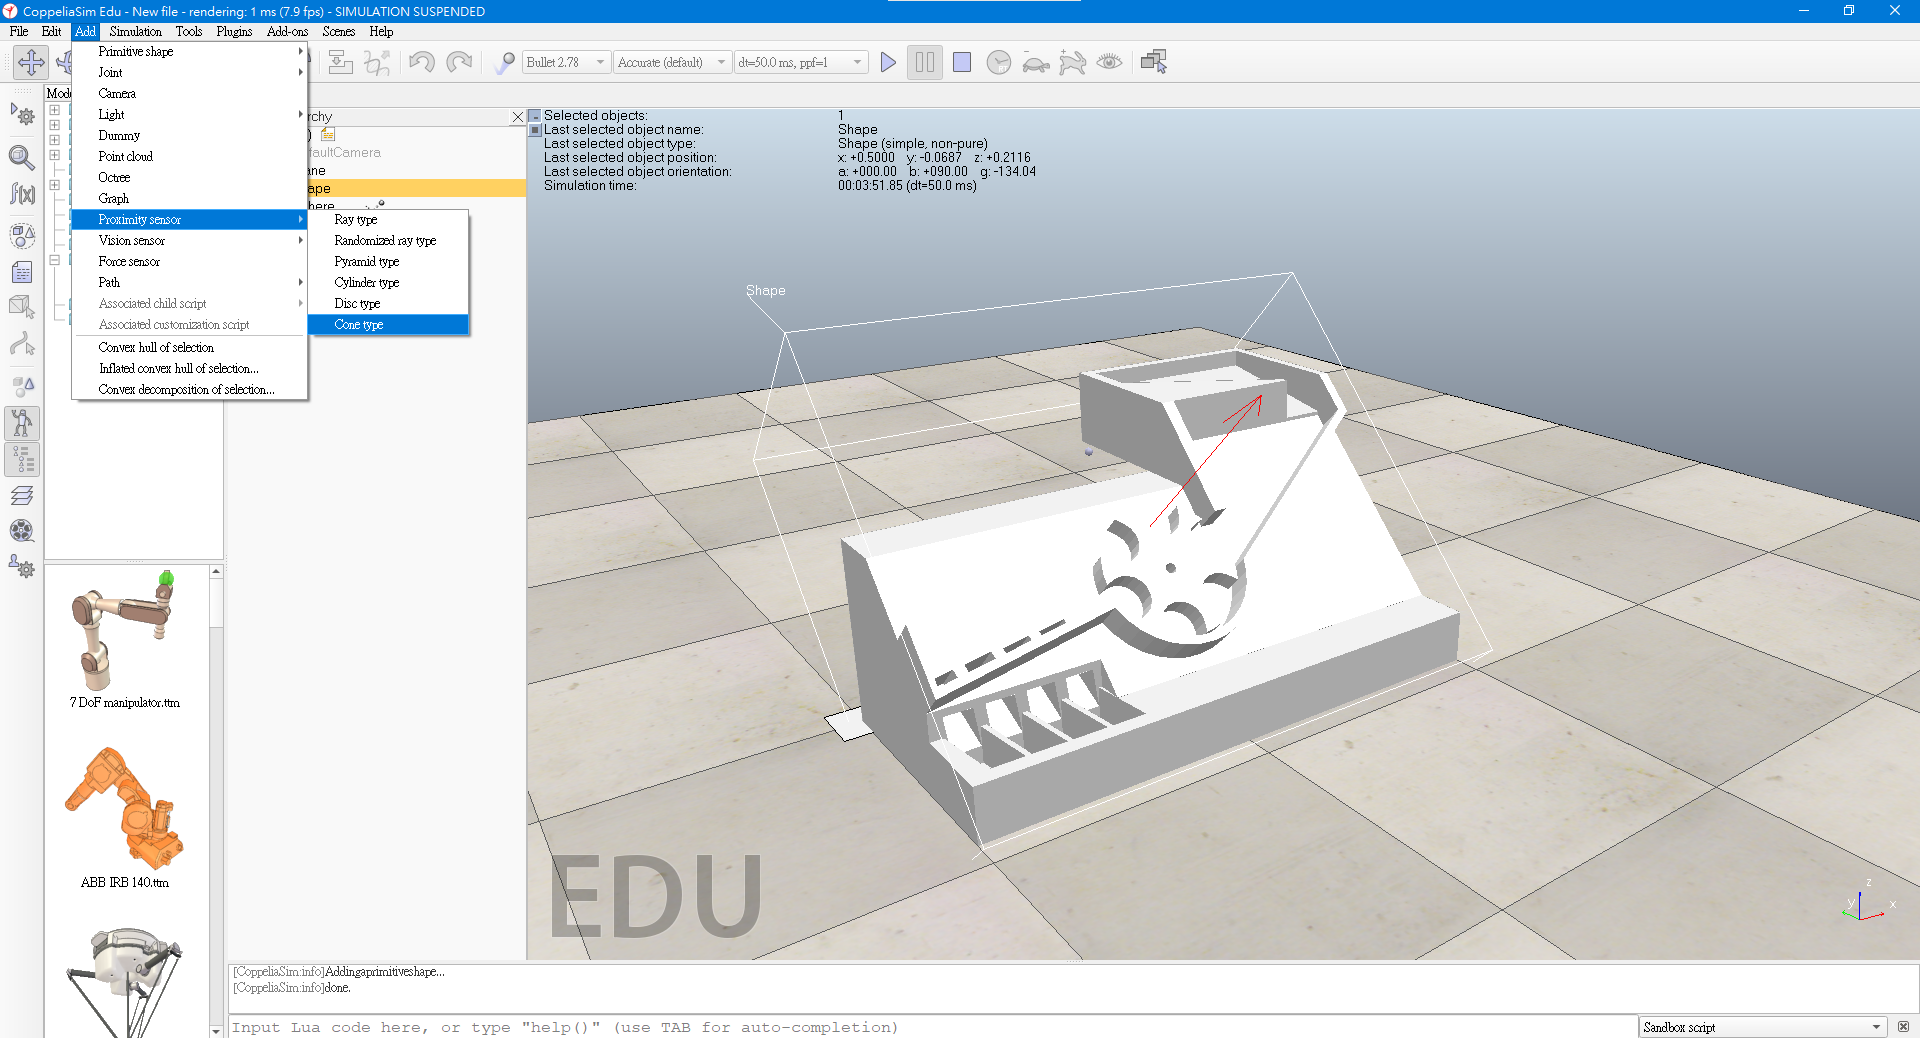 CoppeliaSim Edu - New file - rendering: 1 ms (7.9 fps) - SIMULATION SUSPENDED
File Edit Add Simulation Tools Plugins Add-ons Scenes Help
Bullet 2.78 Accurate (default) dt=50.0 ms, ppf=1
Primitive shape
Joint
Camera
Light
Dummy
Point cloud
Octree
Graph
Proximity sensor
Vision sensor
Force sensor
Path
Associated child script
Associated customization script
Convex hull of selection
Inflated convex hull of selection...
Convex decomposition of selection...
Ray type
Randomized ray type
Pyramid type
Cylinder type
Disc type
Cone type
Mode
rchy
)
faultCamera
ane
ape
here
Selected objects: 1
Last selected object name: Shape
Last selected object type: Shape (simple, non-pure)
Last selected object position: x: +0.5000 y: -0.0687 z: +0.2116
Last selected object orientation: a: +000.00 b: +090.00 g: -134.04
Simulation time: 00:03:51.85 (dt=50.0 ms)
f(x)
Shape
7 DoF manipulator.ttm
ABB IRB 140.ttm
EDU
z
y
x
[CoppeliaSim:info]Addingaprimitiveshape...
[CoppeliaSim:info]done.
Input Lua code here, or type "help()" (use TAB for auto-completion)
Sandbox script